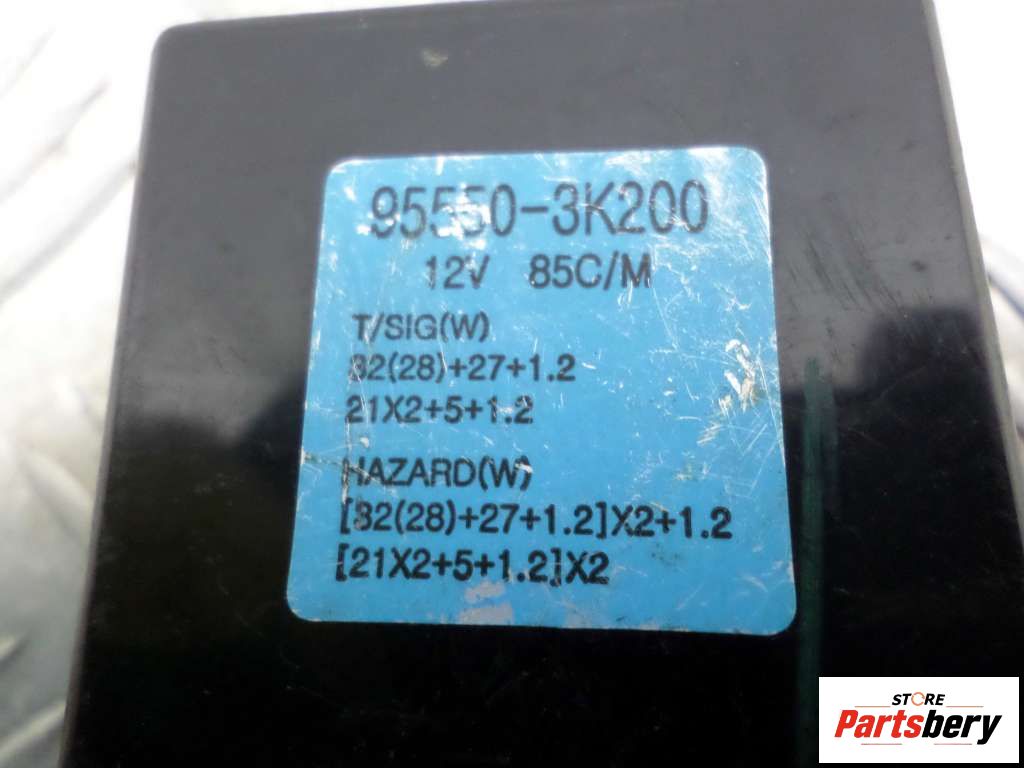 95550-3K200
12V 85C/M
T/SIG(W)
32(28)+27+1.2
21X2+5+1.2
HAZARD(W)
[32(28)+27+1.2]X2+1.2
[21X2+5+1.2]X2
STORE
Partsbery